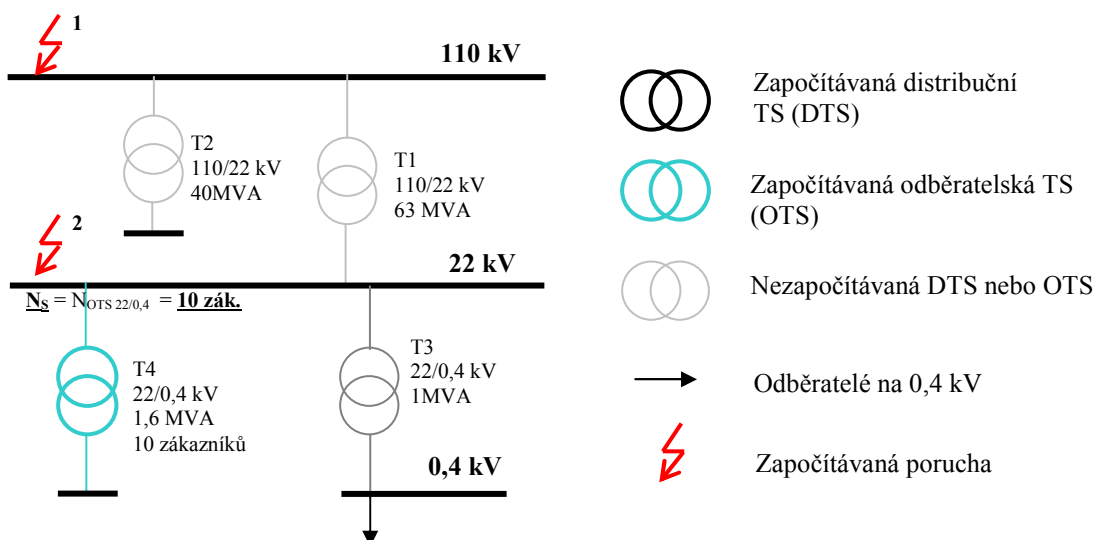 1
110 kV
T2
110/22 kV
40MVA
T1
110/22 kV
63 MVA
2
22 kV
NS = NOTS 22/0,4 = 10 zák.
T4
22/0,4 kV
1,6 MVA
10 zákazníků
T3
22/0,4 kV
1MVA
0,4 kV
Započítávaná distribuční
TS (DTS)
Započítávaná odběratelská TS
(OTS)
Nezapočítávaná DTS nebo OTS
Odběratelé na 0,4 kV
Započítávaná porucha